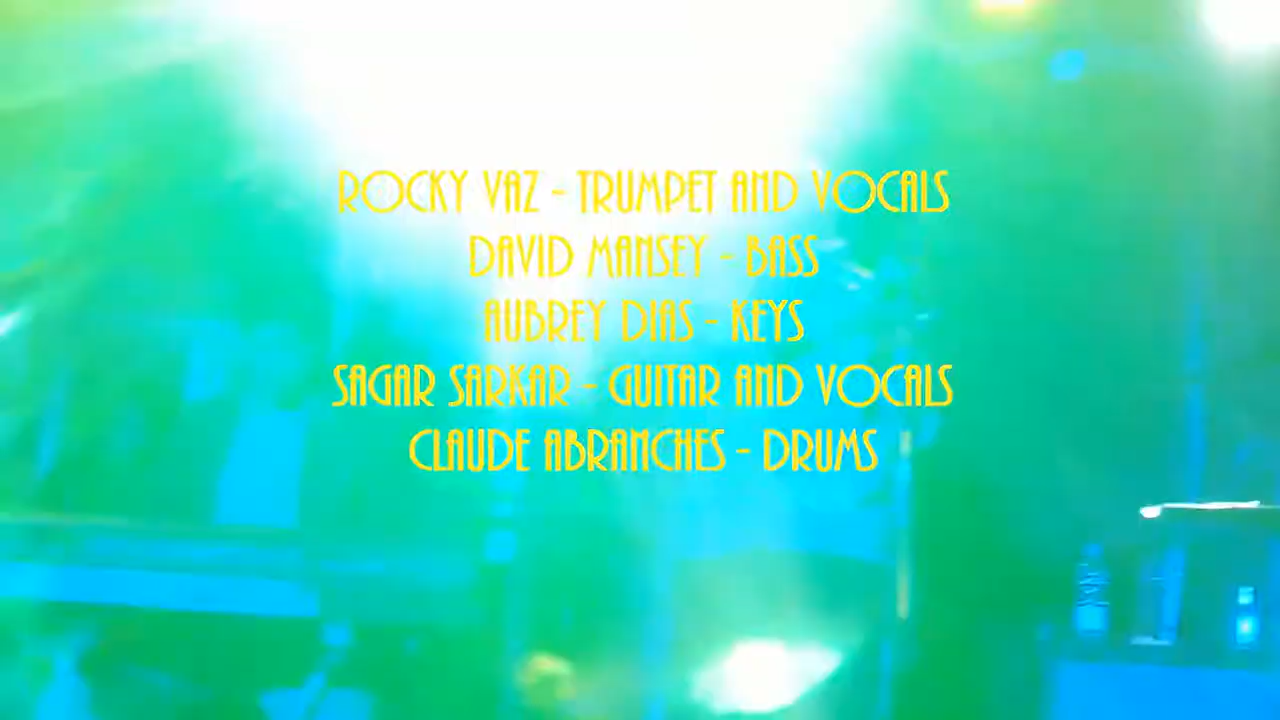 ROCKY VAZ - TRUMPET AND VOCALS
DAVID MANSEY - BASS
AUBREY DIAS - KEYS
SAGAR SARKAR - GUITAR AND VOCALS
CLAUDE ABRANCHES - DRUMS